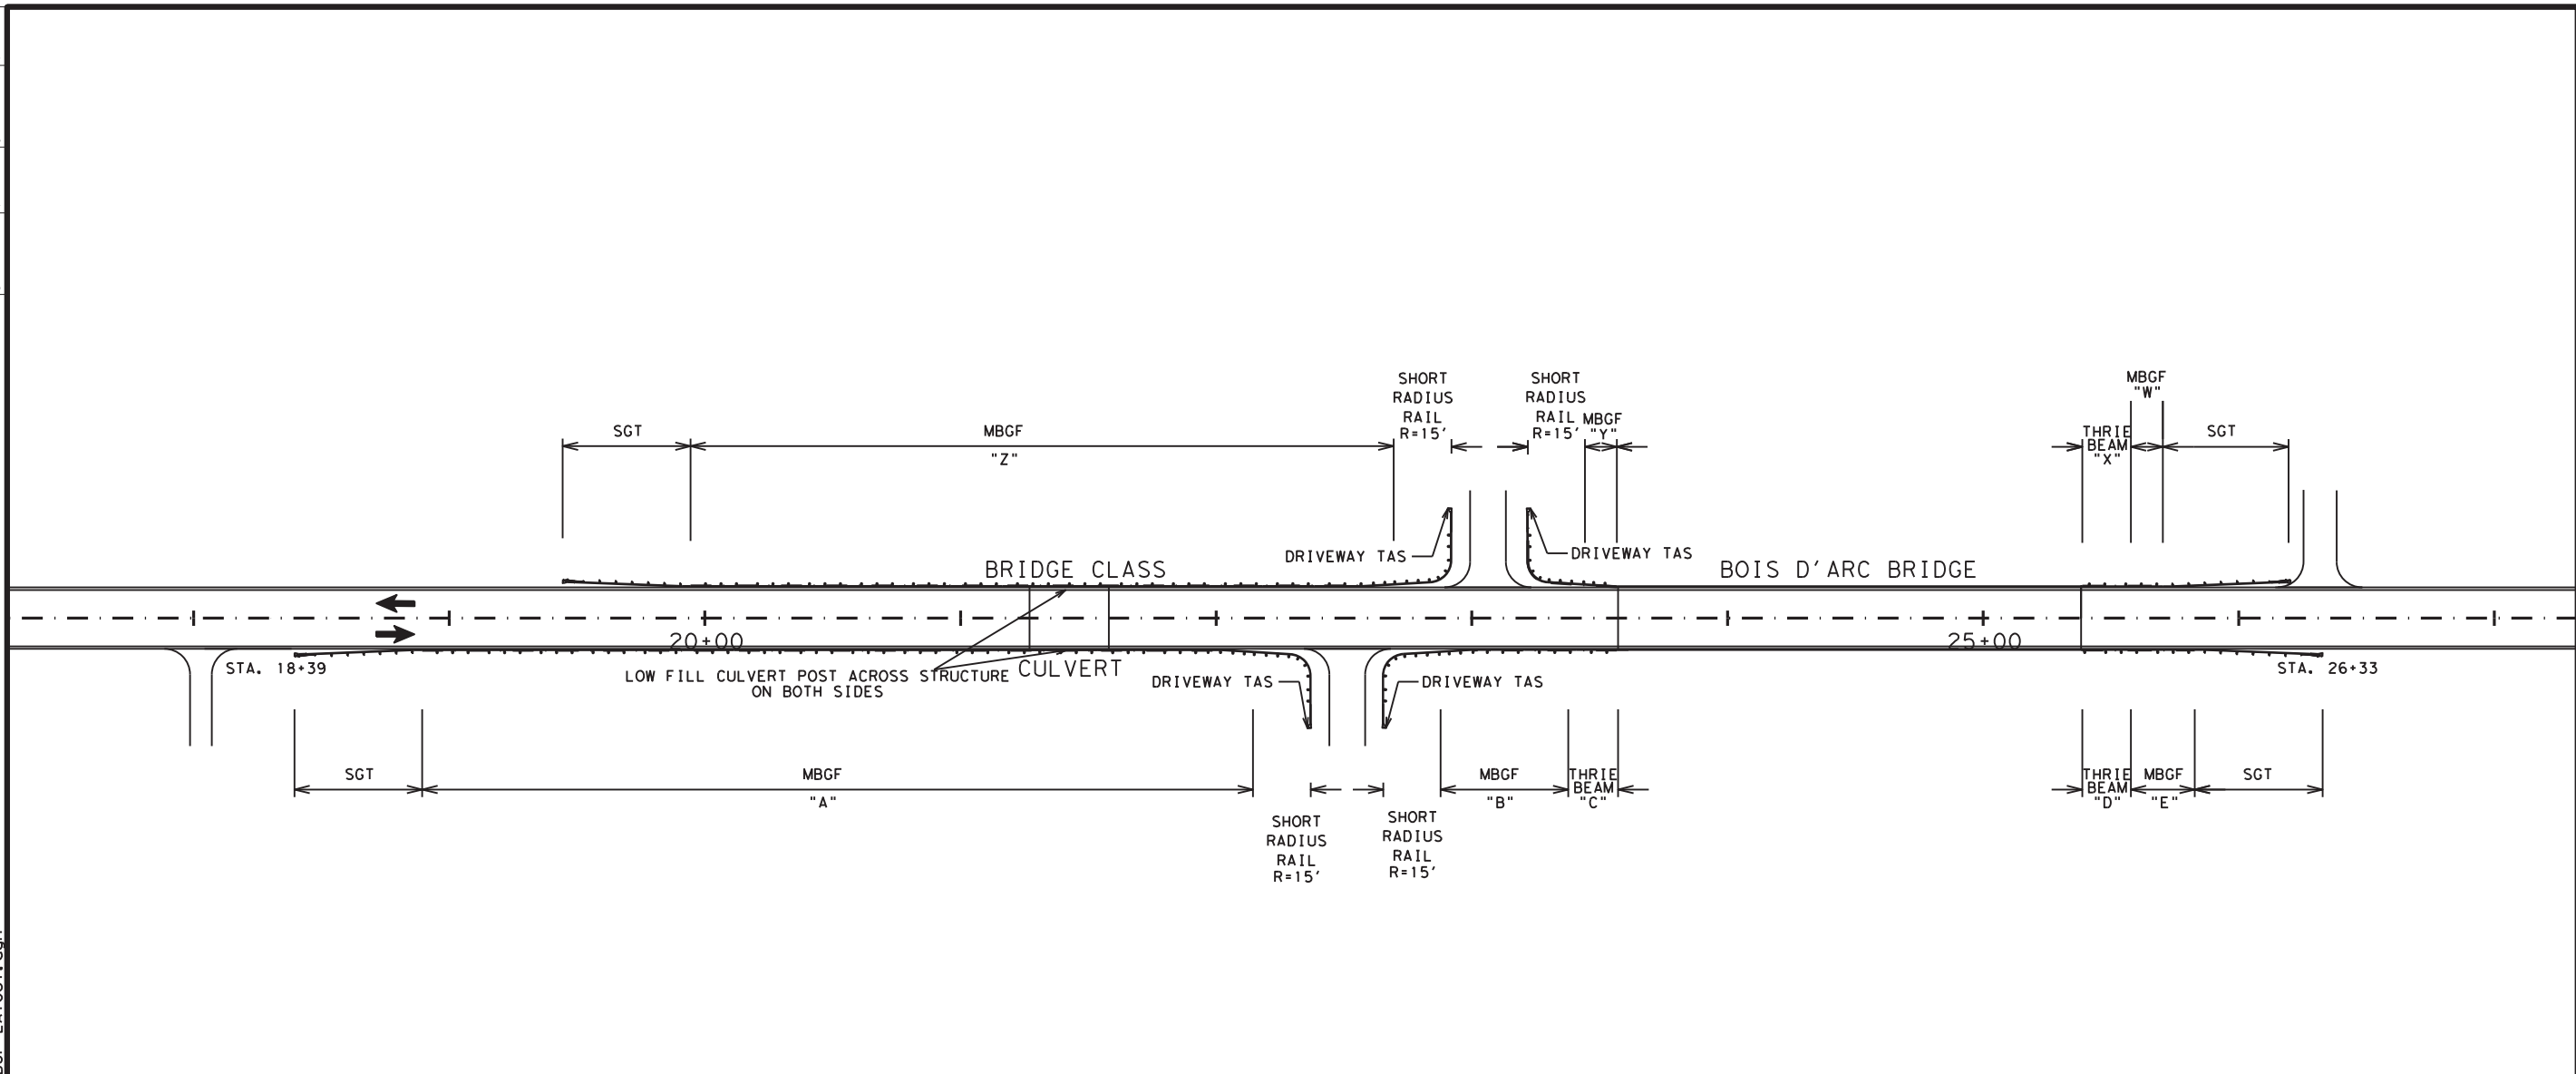 SHORT
RADIUS
RAIL
R=15'
SHORT
RADIUS
RAIL
R=15'
MBGF
"Y"
MBGF
"W"
SGT
MBGF
"Z"
THRIE
BEAM
"X"
SGT
DRIVEWAY TAS
DRIVEWAY TAS
BRIDGE CLASS
BOIS D'ARC BRIDGE
20+00
25+00
STA. 18+39
LOW FILL CULVERT POST ACROSS STRUCTURE
ON BOTH SIDES
CULVERT
DRIVEWAY TAS
DRIVEWAY TAS
STA. 26+33
SGT
MBGF
"A"
MBGF
"B"
THRIE
BEAM
"C"
THRIE
BEAM
"D"
MBGF
"E"
SGT
SHORT
RADIUS
RAIL
R=15'
SHORT
RADIUS
RAIL
R=15'